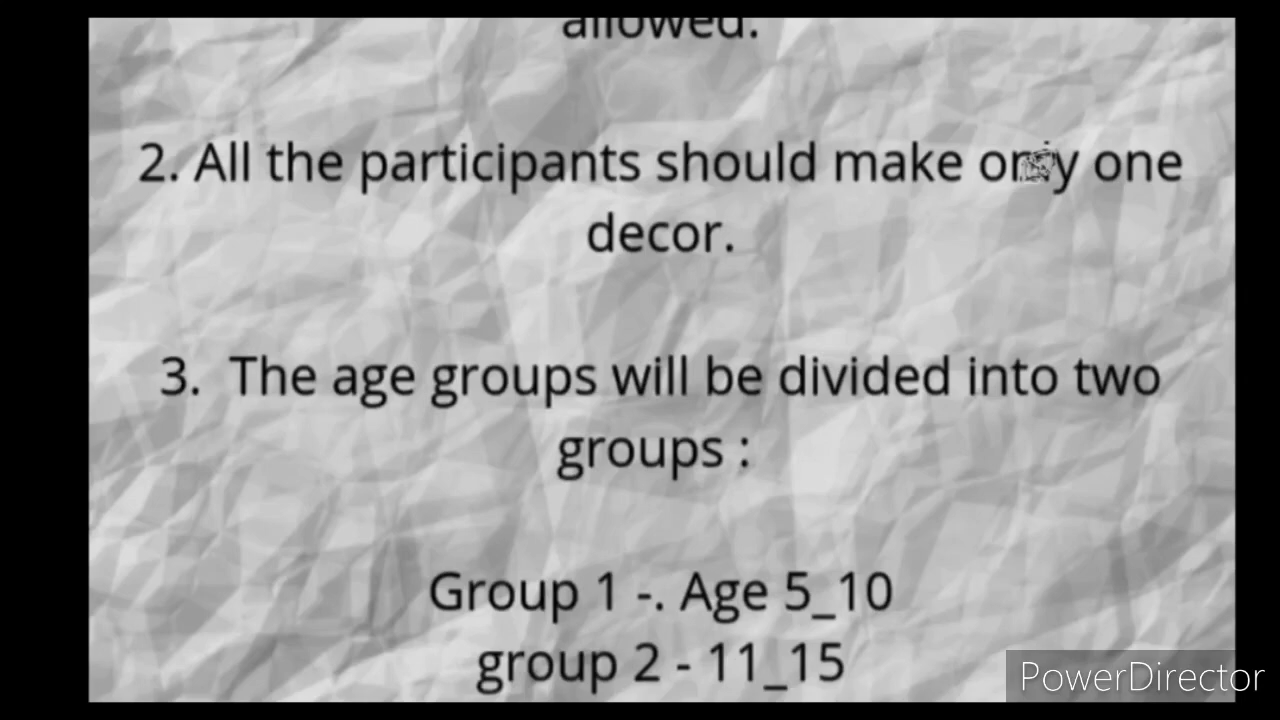 allowed.
2. All the participants should make only one
decor.
3. The age groups will be divided into two
groups :
Group 1 -. Age 5_10
group 2 - 11_15
PowerDirector